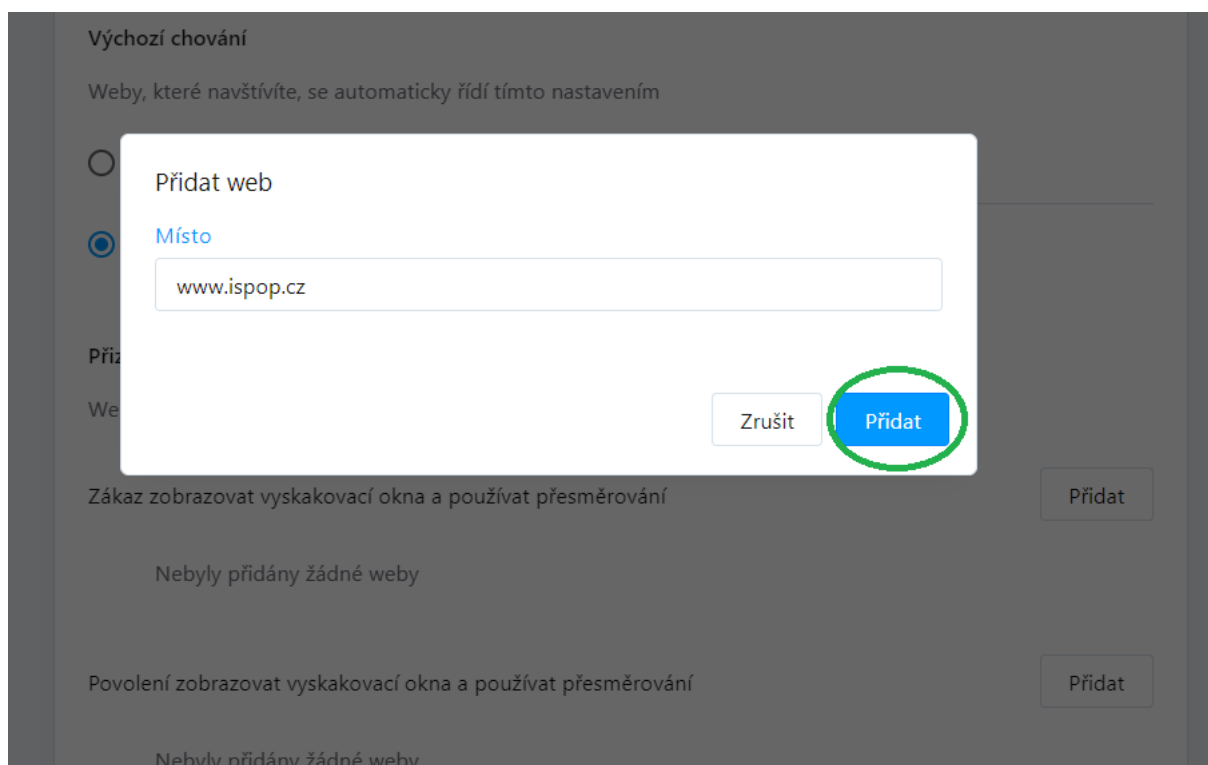 Výchozí chování
Weby, které navštívíte, se automaticky řídí tímto nastavením
Přidat web
Místo
www.ispop.cz
Při
We
Zrušit
Přidat
Zákaz zobrazovat vyskakovací okna a používat přesměrování
Přidat
Nebyly přidány žádné weby
Povolení zobrazovat vyskakovací okna a používat přesměrování
Přidat
Nebyly přidány žádné weby